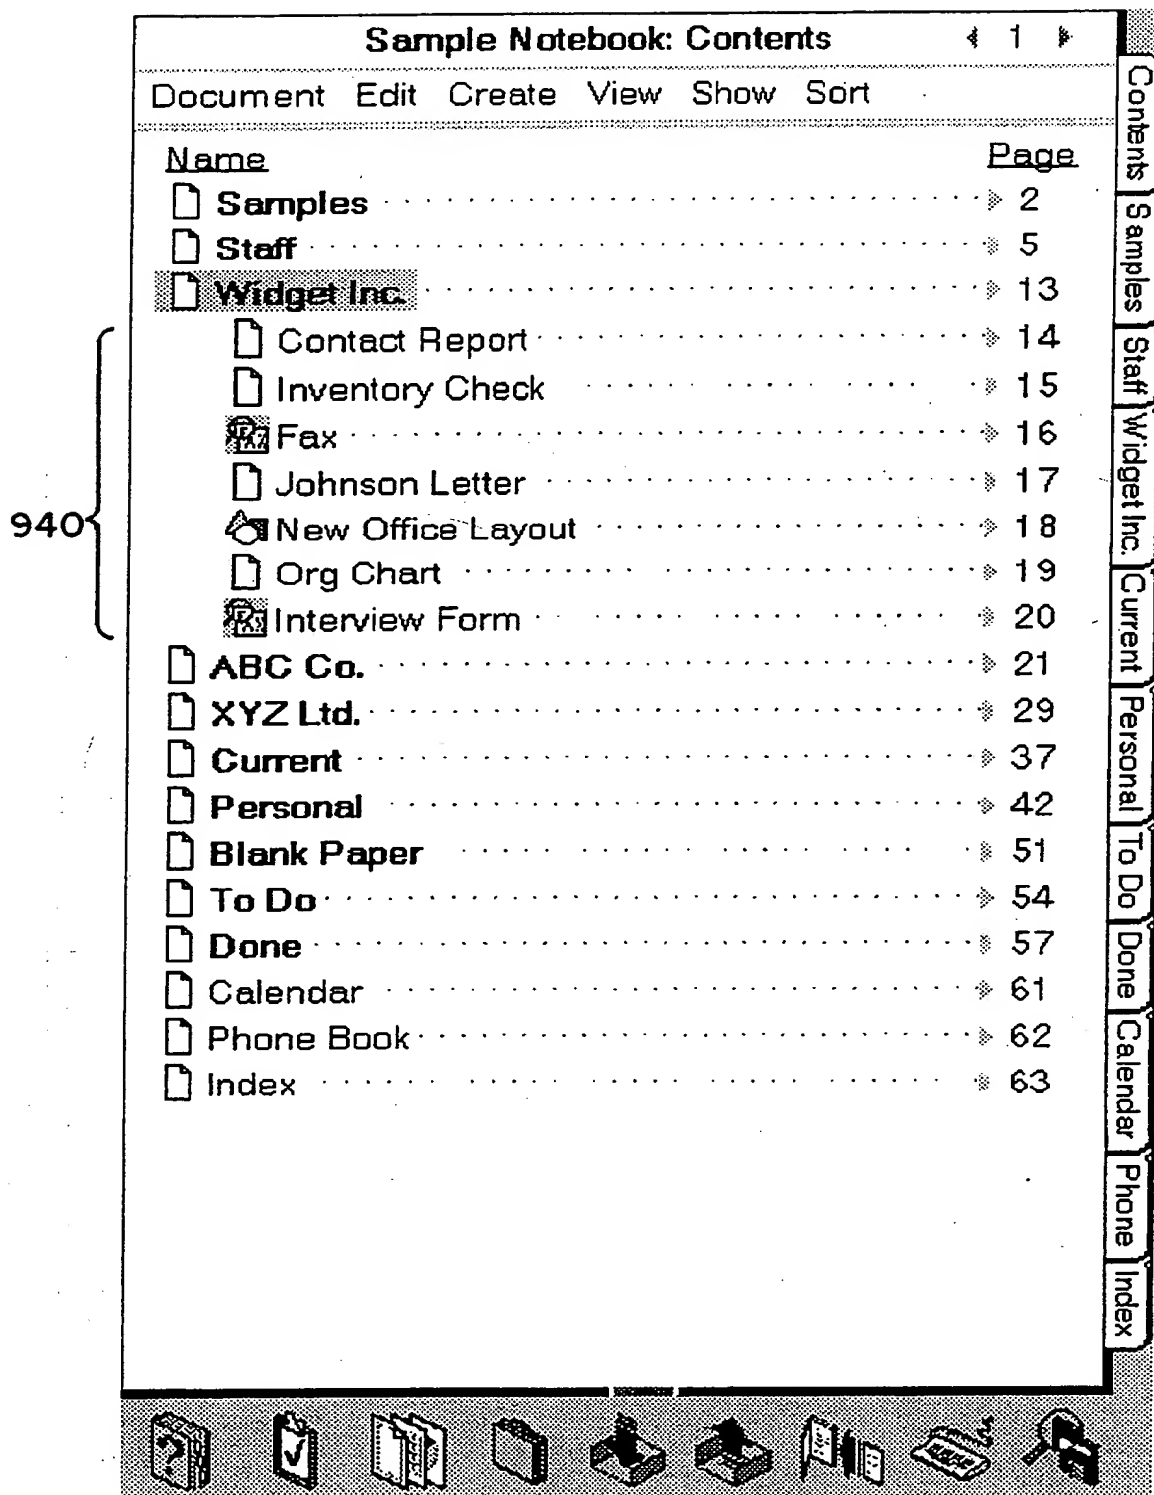 Sample Notebook: Contents 1
Document Edit Create View Show Sort
Name Page
Samples 2
Staff 5
Widget Inc. 13
Contact Report 14
Inventory Check 15
Fax 16
Johnson Letter 17
940
New Office Layout 18
Org Chart 19
Interview Form 20
ABC Co. 21
XYZ Ltd. 29
Current 37
Personal 42
Blank Paper 51
To Do 54
Done 57
Calendar 61
Phone Book 62
Index 63
Contents
Samples
Staff
Widget Inc.
Current
Personal
To Do
Done
Calendar
Phone
Index
?